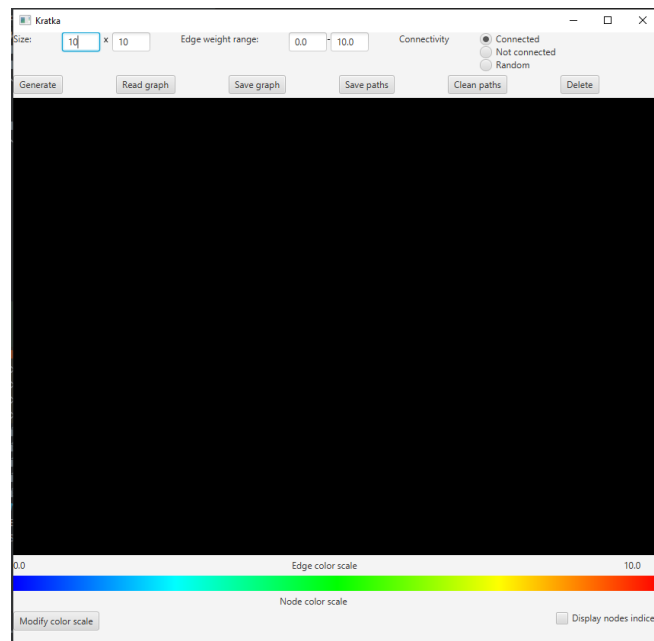 Kratka
Size: 10 x 10 Edge weight range: 0.0 - 10.0 Connectivity Connected
Not connected
Random
Generate Read graph Save graph Save paths Clean paths Delete
0.0 Edge color scale 10.0
Node color scale
Modify color scale Display nodes indice